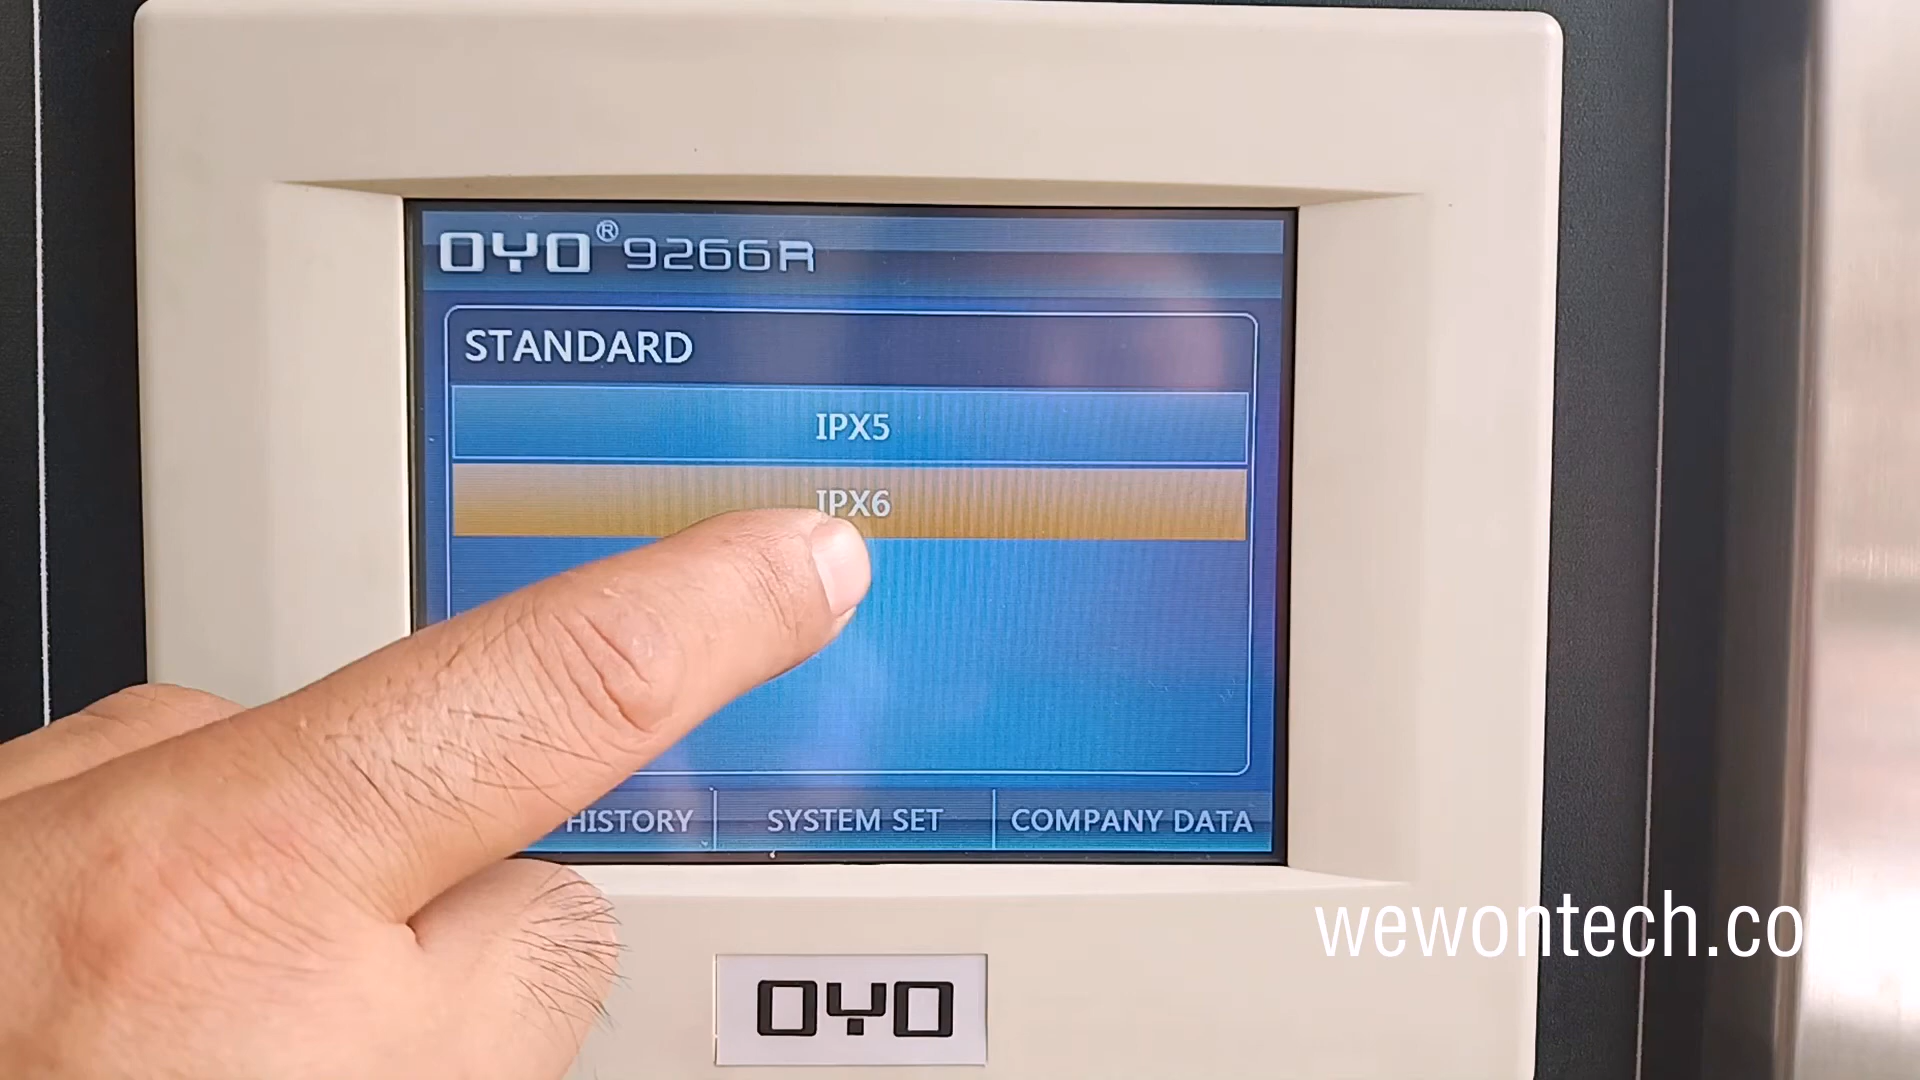 OYO® 9266R
STANDARD
IPX5
IPX6
HISTORY SYSTEM SET COMPANY DATA
wewontech.co
OYO